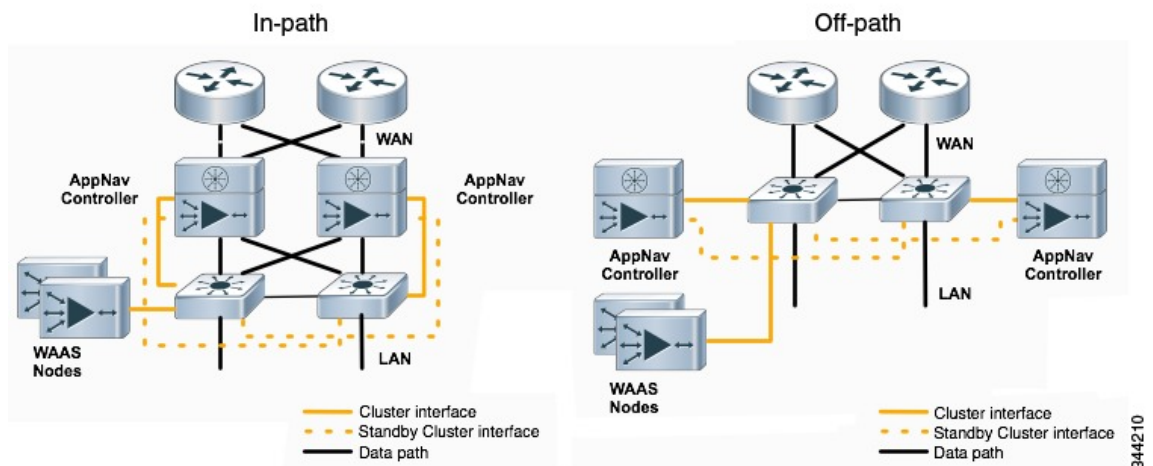 In-path
WAN
AppNav
Controller
AppNav
Controller
WAAS
Nodes
LAN
Cluster interface
Standby Cluster interface
Data path
Off-path
WAN
AppNav
Controller
AppNav
Controller
LAN
WAAS
Nodes
Cluster interface
Standby Cluster interface
Data path
344210